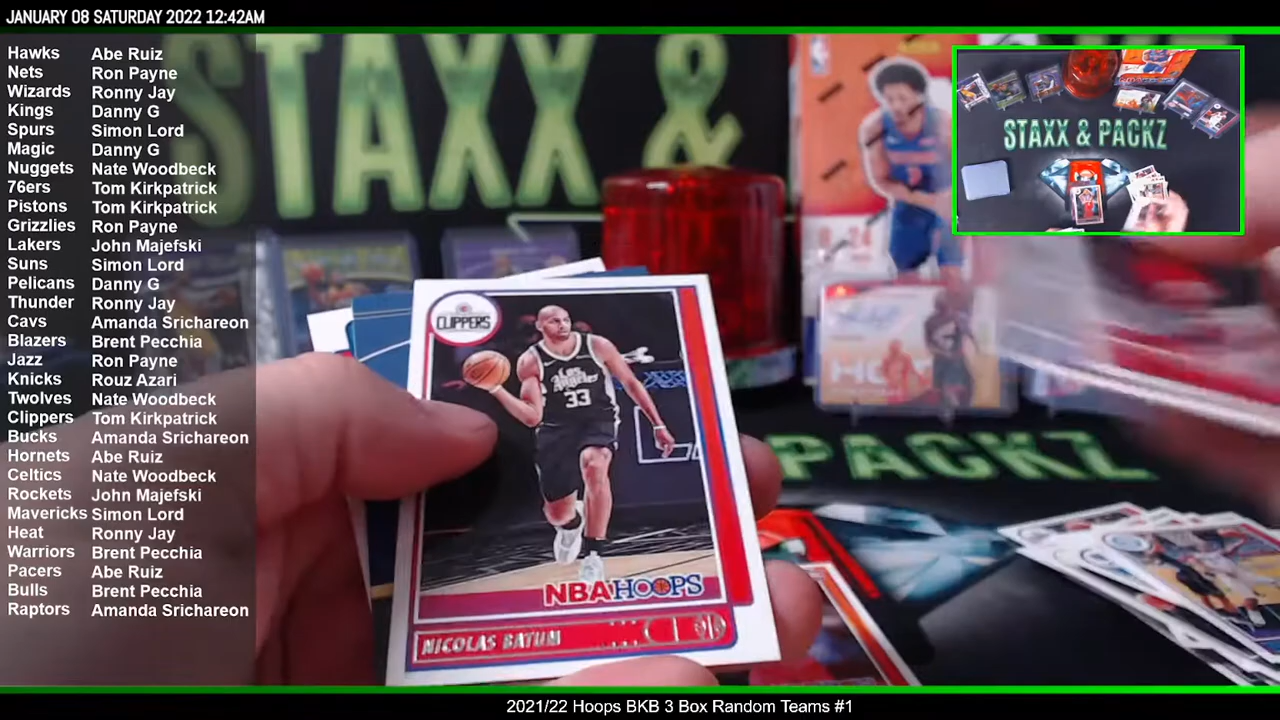 JANUARY 08 SATURDAY 2022 12:42AM
Hawks Abe Ruiz
Nets Ron Payne
Wizards Ronny Jay
Kings Danny G
Spurs Simon Lord
Magic Danny G
Nuggets Nate Woodbeck
76ers Tom Kirkpatrick
Pistons Tom Kirkpatrick
Grizzlies Ron Payne
Lakers John Majefski
Suns Simon Lord
Pelicans Danny G
Thunder Ronny Jay
Cavs Amanda Srichareon
Blazers Brent Pecchia
Jazz Ron Payne
Knicks Rouz Azari
Twolves Nate Woodbeck
Clippers Tom Kirkpatrick
Bucks Amanda Srichareon
Hornets Abe Ruiz
Celtics Nate Woodbeck
Rockets John Majefski
Mavericks Simon Lord
Heat Ronny Jay
Warriors Brent Pecchia
Pacers Abe Ruiz
Bulls Brent Pecchia
Raptors Amanda Srichareon
STAXX &
PACKZ
STAXX & PACKZ
CLIPPERS
Los Angeles
33
NBA HOOPS
NICOLAS BATUM
2021/22 Hoops BKB 3 Box Random Teams #1